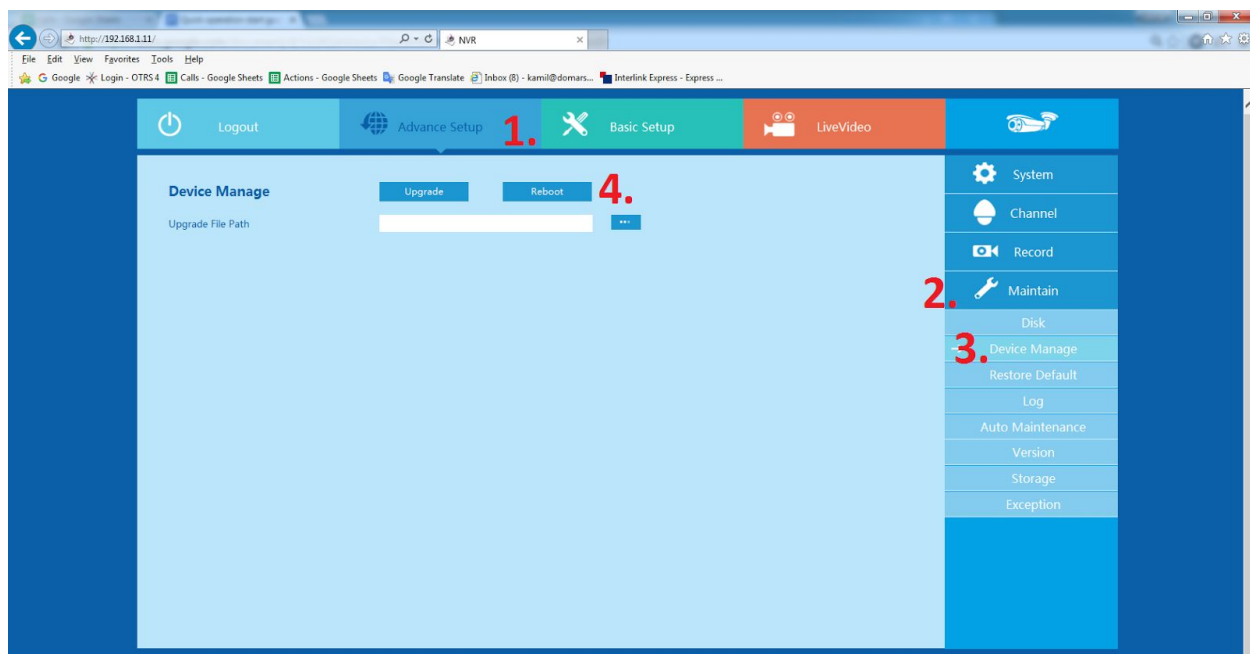 http://192.168.1.11/
NVR
File Edit View Favorites Tools Help
Google Login - OTRS 4 Calls - Google Sheets Actions - Google Sheets Google Translate Inbox (8) - kamil@domars... Interlink Express - Express ...
Logout
Advance Setup
1.
Basic Setup
LiveVideo
Device Manage
Upgrade
Reboot
4.
Upgrade File Path
System
Channel
Record
2.
Maintain
Disk
3.
Device Manage
Restore Default
Log
Auto Maintenance
Version
Storage
Exception